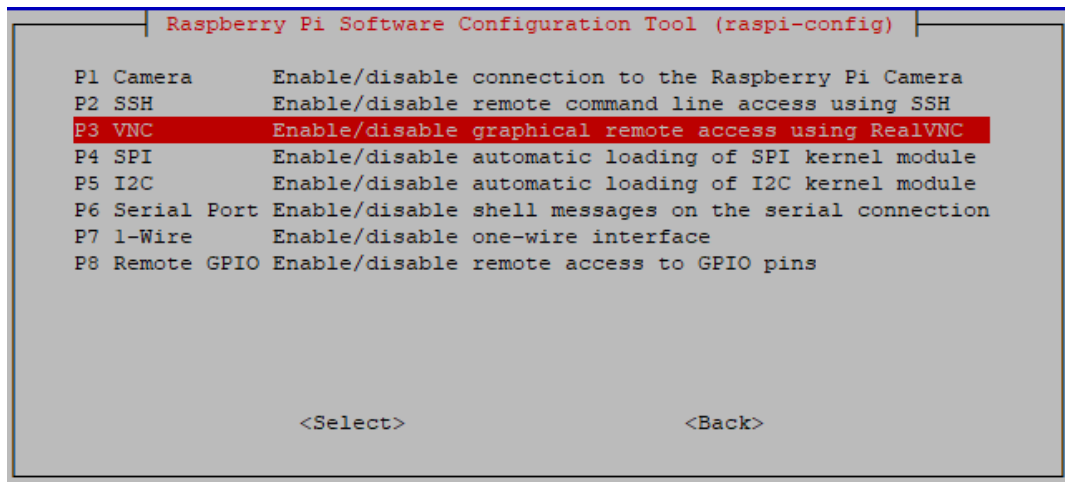 Raspberry Pi Software Configuration Tool (raspi-config)
P1 Camera Enable/disable connection to the Raspberry Pi Camera
P2 SSH Enable/disable remote command line access using SSH
P3 VNC Enable/disable graphical remote access using RealVNC
P4 SPI Enable/disable automatic loading of SPI kernel module
P5 I2C Enable/disable automatic loading of I2C kernel module
P6 Serial Port Enable/disable shell messages on the serial connection
P7 1-Wire Enable/disable one-wire interface
P8 Remote GPIO Enable/disable remote access to GPIO pins
<Select> <Back>